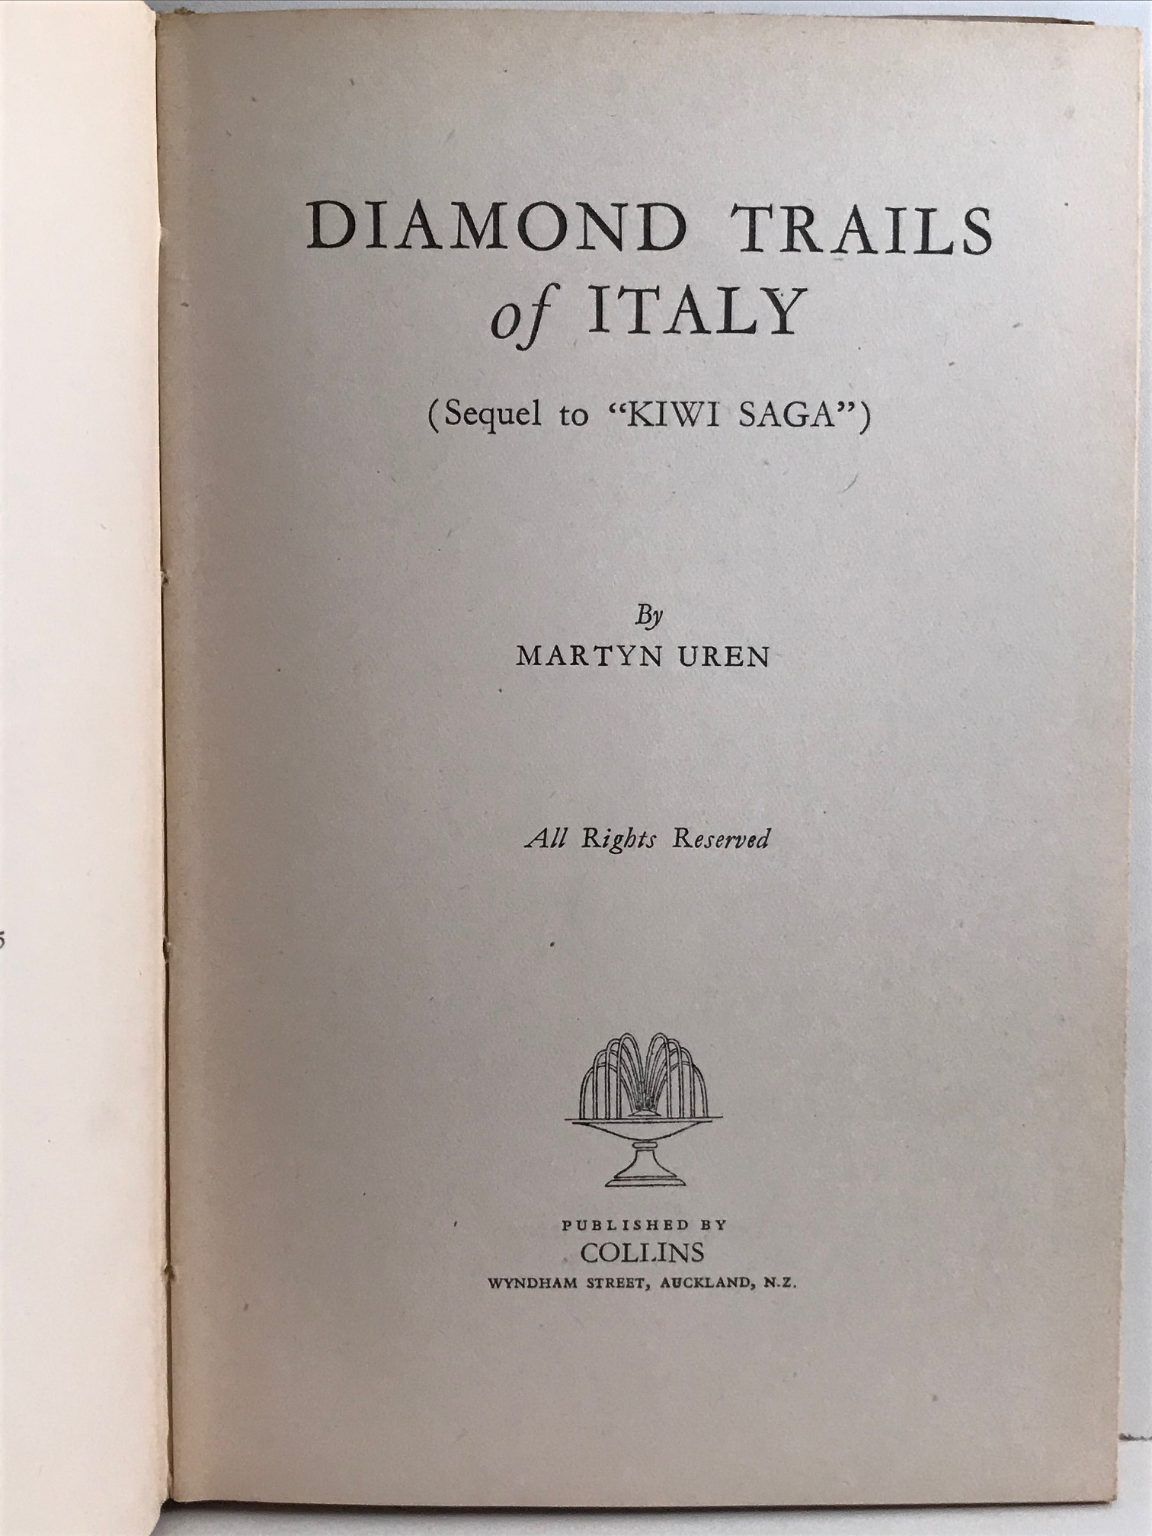 DIAMOND TRAILS
of ITALY
(Sequel to “KIWI SAGA”)
By
MARTYN UREN
All Rights Reserved
PUBLISHED BY
COLLINS
WYNDHAM STREET, AUCKLAND, N.Z.